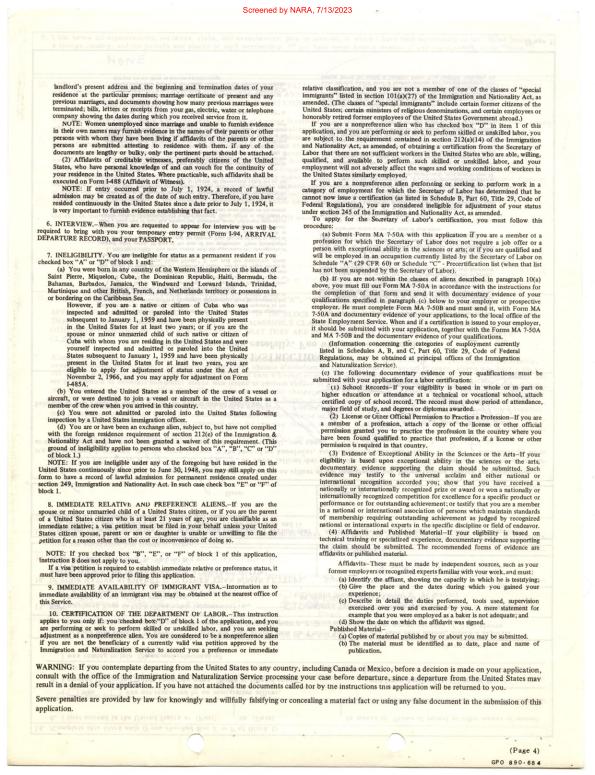 Screened by NARA, 7/13/2023
landlord's present address and the beginning and termination dates of your
residence at the particular premises; marriage certificate of present and any
previous marriages, and documents showing how many previous marriages were
terminated; bills, letters or receipts from your gas, electric, water or telephone
company showing the dates during which you received service from it.
NOTE: Women unemployed since marriage and unable to furnish evidence
in their own names may furnish evidence in the names of their parents or other
persons with whom they have been living if affidavits of the parents or other
persons are submitted attesting to residence with them. if any of the
documents are lengthy or bulky, only the pertinent parts should be attached.
(2) Affidavits of creditable witnesses, preferably citizens of the United
States, who have personal knowledge of and can vouch for the continuity of
your residence in the United States. Where practicable, such affidavits shall be
executed on Form I-488 (Affidavit of Witness).
NOTE: If entry occurred prior to July 1, 1924, a record of lawful
admission may be created as of the date of such entry. Therefore, if you have
resided continuously in the United States since a date prior to July 1, 1924, it
is very important to furnish evidence establishing that fact.
6. INTERVIEW.–When you are requested to appear for interview you will be
required to bring with you your temporary entry permit (Form I-94, ARRIVAL
DEPARTURE RECORD), and your PASSPORT.
7. INELIGIBILITY. You are ineligible for status as a permanent resident if you
checked box "A" or "D" of block 1 and:
(a) You were born in any country of the Western Hemisphere or the islands of
Saint Pierre, Miquelon, Cuba, the Dominican Republic, Haiti, Bermuda, the
Bahamas, Barbados, Jamaica, the Windward and Leeward Islands, Trinidad,
Martinique and other British, French, and Netherlands territory or possessions in
or bordering on the Caribbean Sea.
However, if you are a native or citizen of Cuba who was
inspected and admitted or paroled into the United States
subsequent to January 1, 1959 and have been physically present
in the United States for at least two years; or if you are the
spouse or minor unmarried child of such native or citizen of
Cuba with whom you are residing in the United States and were
yourself inspected and admitted or paroled into the United
States subsequent to January 1, 1959 and have been physically
present in the United States for at least two years, you are
eligible to apply for adjustment of status under the Act of
November 2, 1966, and you may apply for adjustment on Form
I-485A.
(b) You entered the United States as a member of the crew of a vessel or
aircraft, or were destined to join a vessel or aircraft in the United States as a
member of the crew when you arrived in this country.
(c) You were not admitted or paroled into the United States following
inspection by a United States immigration officer.
(d) You are or have been an exchange alien, subject to, but have not complied
with the foreign residence requirement of section 212(e) of the Immigration &
Nationality Act and have not been granted a waiver of this requirement. (This
ground of ineligibility applies to persons who checked box "A", "B", "C" or "D"
of block 1.)
NOTE: If you are ineligible under any of the foregoing but have resided in the
United States continuously since prior to June 30, 1948, you may still apply on this
form to have a record of lawful admission for permanent residence created under
section 249, Immigration and Nationality Act. In such case check box "E" or "F" of
block 1.
8. IMMEDIATE RELATIVE AND PREFERENCE ALIENS.–If you are the
spouse or minor unmarried child of a United States citizen, or if you are the parent
of a United States citizen who is at least 21 years of age, you are classifiable as an
immediate relative; a visa petition must be filed in your behalf unless your United
States citizen spouse, parent or son or daughter is unable or unwilling to file the
petition for a reason other than the cost or inconvenience of doing so.
NOTE: If you checked box "B", "E", or "F" of block 1 of this application,
instruction 8 does not apply to you.
If a visa petition is required to establish immediate relative or preference status, it
must have been approved prior to filing this application.
9. IMMEDIATE AVAILABILITY OF IMMIGRANT VISA.–Information as to
immediate availability of an immigrant visa may be obtained at the nearest office of
this Service.
10. CERTIFICATION OF THE DEPARTMENT OF LABOR.–This instruction
applies to you only if: you checked box"D" of block 1 of the application, and you
are performing or seek to perform skilled or unskilled labor, and you are seeking
adjustment as a nonpreference alien. You are considered to be a nonpreference alien
if you are not the beneficiary of a currently valid visa petition approved by the
Immigration and Naturalization Service to accord you a preference or immediate
relative classification, and you are not a member of one of the classes of "special
immigrants" listed in section 101(a)(27) of the Immigration and Nationality Act, as
amended. (The classes of "special immigrants" include certain former citizens of the
United States; certain ministers of religious denominations, and certain employees or
honorably retired former employees of the United States Government abroad.)
If you are a nonpreference alien who has checked box "D" in item 1 of this
application, and you are performing or seek to perform skilled or unskilled labor, you
are subject to the requirement contained in section 212(a)(14) of the Immigration
and Nationality Act, as amended, of obtaining a certification from the Secretary of
Labor that there are not sufficient workers in the United States who are able, willing,
qualified, and available to perform such skilled or unskilled labor, and your
employment will not adversely affect the wages and working conditions of workers in
the United States similarly employed.
If you are a nonpreference alien performing or seeking to perform work in a
category of employment for which the Secretary of Labor has determined that he
cannot now issue a certification (as listed in Schedule B, Part 60, Title 29, Code of
Federal Regulations), you are considered ineligible for adjustment of your status
under section 245 of the Immigration and Nationality Act, as amended.
To apply for the Secretary of Labor's certification, you must follow this
procedure:
(a) Submit Form MA 7-50A with this application if you are a member of a
profession for which the Secretary of Labor does not require a job offer or a
person with exceptional ability in the sciences or arts; or if you are qualified and
will be employed in an occupation currently listed by the Secretary of Labor on
Schedule "A" (29 CFR 60) or Schedule "C" - Precertification list (when that list
has not been suspended by the Secretary of Labor).
(b) If you are not within the classes of aliens described in paragraph 10(a)
above, you must fill out Form MA 7-50A in accordance with the instructions for
the completion of that form and send it with documentary evidence of your
qualifications specified in paragraph (c) below to your employer or prospective
employer. He must complete Form MA 7-50B and must send it, with Form MA
7-50A and documentary evidence of your qualifications, to the local office of the
State Employment Service. When and if a certification is issued to your employer,
it should be submitted with your application, together with the Forms MA 7-50A
and MA 7-50B and the documentary evidence of your qualifications.
(Information concerning the categories of employment currently
listed in Schedules A, B, and C, Part 60, Title 29, Code of Federal
Regulations, may be obtained at principal offices of the Immigration
and Naturalization Service).
(c) The following documentary evidence of your qualifications must be
submitted with your application for a labor certification:
(1) School Records–If your eligibility is based in whole or in part on
higher education or attendance at a technical or vocational school, attach
certified copy of school record. The record must show period of attendance,
major field of study, and degrees or diplomas awarded.
(2) License or Other Official Permission to Practice a Profession–If you are
a member of a profession, attach a copy of the license or other official
permission granted you to practice the profession in the country where you
have been found qualified to practice that profession, if a license or other
permission is required in that country.
(3) Evidence of Exceptional Ability in the Sciences or the Arts–If your
eligibility is based upon exceptional ability in the sciences or the arts,
documentary evidence supporting the claim should be submitted. Such
evidence may testify to the universal acclaim and either national or
international recognition accorded you; show that you have received a
nationally or internationally recognized prize or award or won a nationally or
internationally recognized competition for excellence for a specific product or
performance or for outstanding achievement; or testify that you are a member
in a national or international association of persons which maintain standards
of membership requiring outstanding achievement as judged by recognized
national or international experts in the specific discipline or field of endeavor.
(4) Affidavits and Published Material–If your eligibility is based on
technical training or specialized experience, documentary evidence supporting
the claim should be submitted. The recommended forms of evidence are
affidavits or published material.
Affidavits–These must be made by independent sources, such as your
former employers or recognized experts familiar with your work, and must:
(a) Identify the affiant, showing the capacity in which he is testifying;
(b) Give the place and the dates during which you gained your
experience;
(c) Describe in detail the duties performed, tools used, supervision
exercised over you and exercised by you. A mere statement for
example that you were employed as a baker is not adequate; and
(d) Show the date on which the affidavit was signed.
Published Material–
(a) Copies of material published by or about you may be submitted.
(b) The material must be identified as to date, place and name of
publication.
WARNING: If you contemplate departure from the United States to any country, including Canada or Mexico, before a decision is made on your application,
consult with the office of the Immigration and Naturalization Service processing your case before departure, since a departure from the United States may
result in a denial of your application. If you have not attached the documents called for by the instructions this application will be returned to you.
Severe penalties are provided by law for knowingly and willfully falsifying or concealing a material fact or using any false document in the submission of this
application.
(Page 4)
GPO 890-684